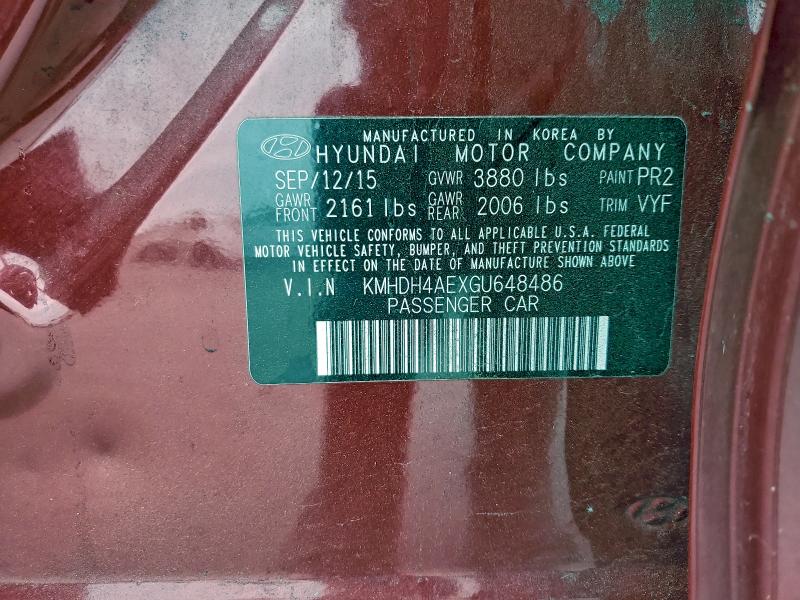 MANUFACTURED IN KOREA BY
HYUNDAI MOTOR COMPANY
SEP/12/15 GVWR 3880 lbs PAINT PR2
GAWR FRONT 2161 lbs GAWR REAR 2006 lbs TRIM VYF
THIS VEHICLE CONFORMS TO ALL APPLICABLE U.S.A. FEDERAL
MOTOR VEHICLE SAFETY, BUMPER, AND THEFT PREVENTION STANDARDS
IN EFFECT ON THE DATE OF MANUFACTURE SHOWN ABOVE
V.I.N KMHDH4AEXGU648486
PASSENGER CAR